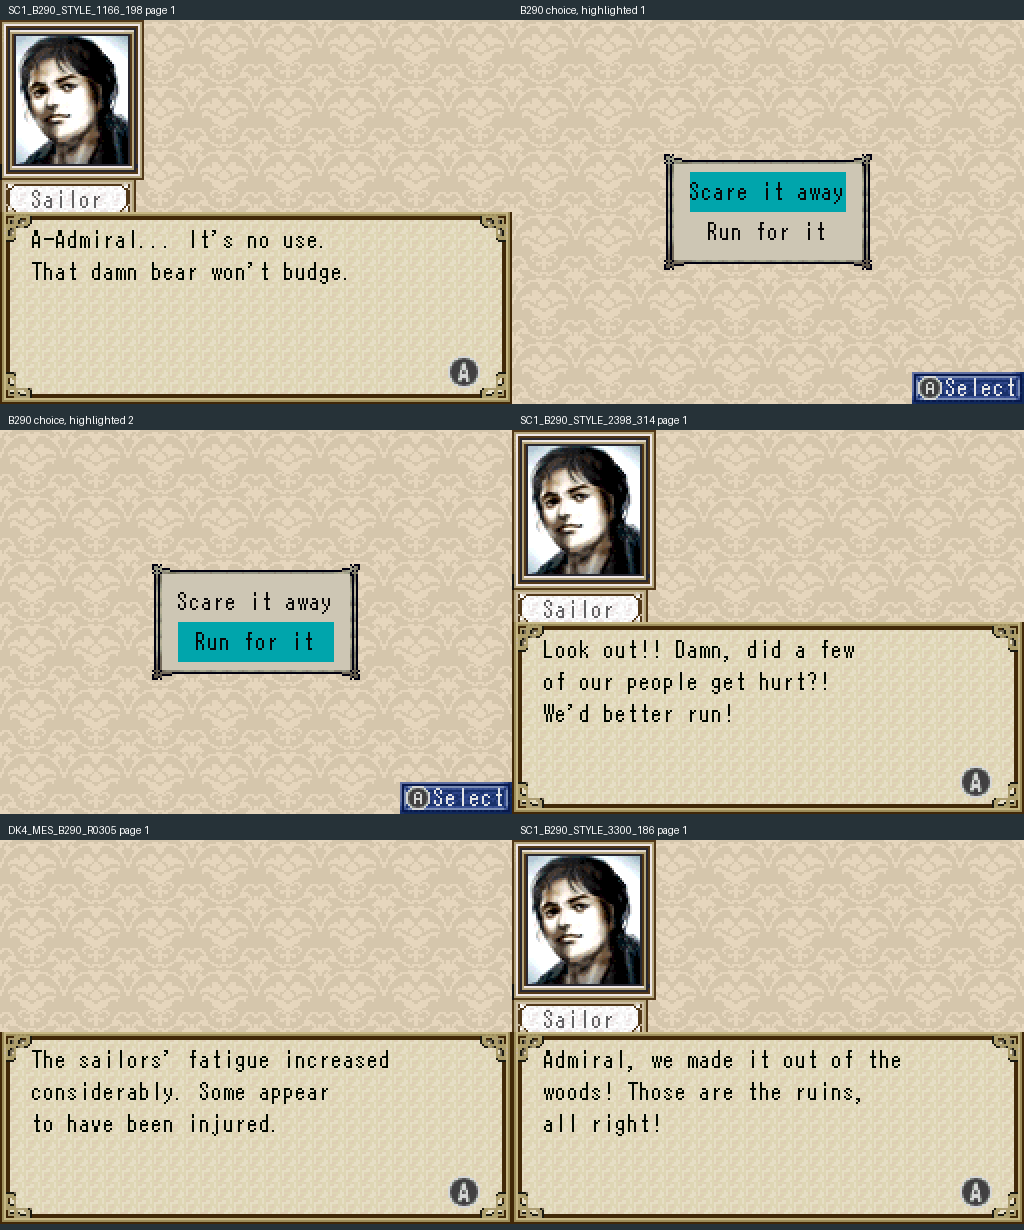 SC1_B290_STYLE_1166_198 page 1
Sailor
A-Admiral... It's no use.
That damn bear won't budge.
A
B290 choice, highlighted 1
Scare it away
Run for it
A Select
B290 choice, highlighted 2
Scare it away
Run for it
A Select
SC1_B290_STYLE_2398_314 page 1
Sailor
Look out!! Damn, did a few
of our people get hurt?!
We'd better run!
A
DK4_MES_B290_R0305 page 1
The sailors' fatigue increased
considerably. Some appear
to have been injured.
A
SC1_B290_STYLE_3300_186 page 1
Sailor
Admiral, we made it out of the
woods! Those are the ruins,
all right!
A